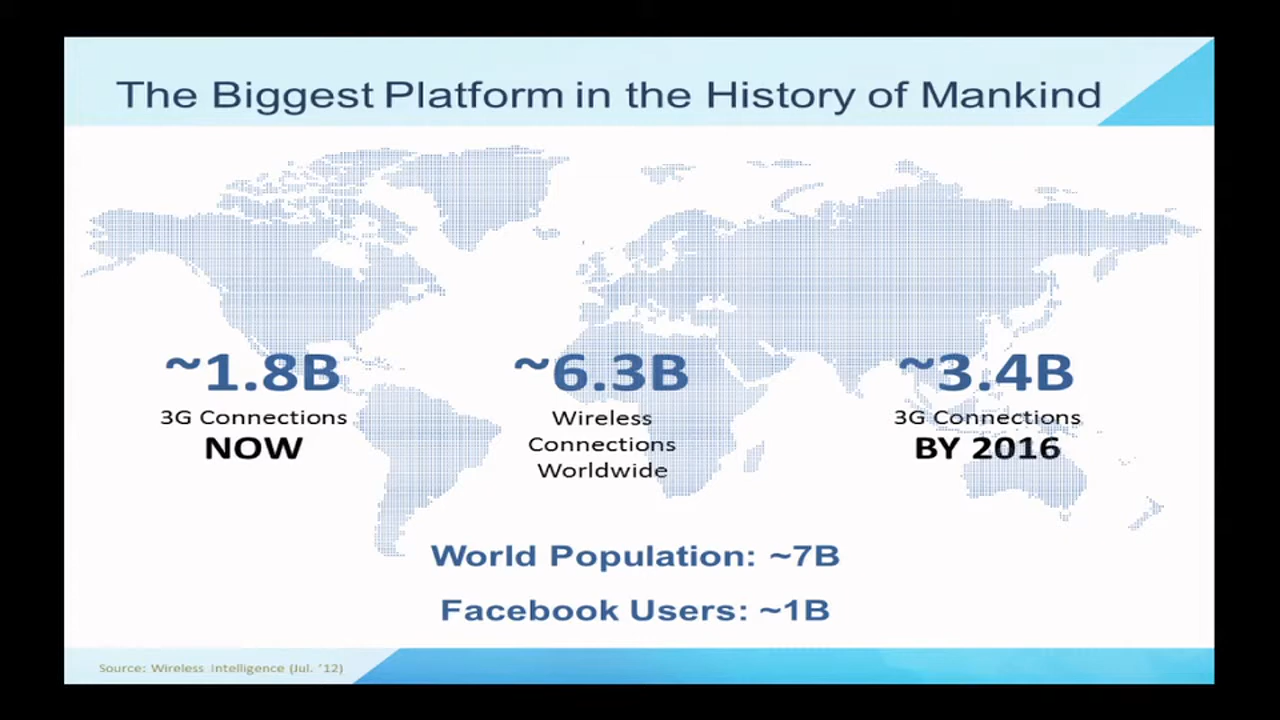 The Biggest Platform in the History of Mankind
~1.8B
3G Connections
NOW
~6.3B
Wireless
Connections
Worldwide
~3.4B
3G Connections
BY 2016
World Population: ~7B
Facebook Users: ~1B
Source: Wireless Intelligence (Jul. ’12)